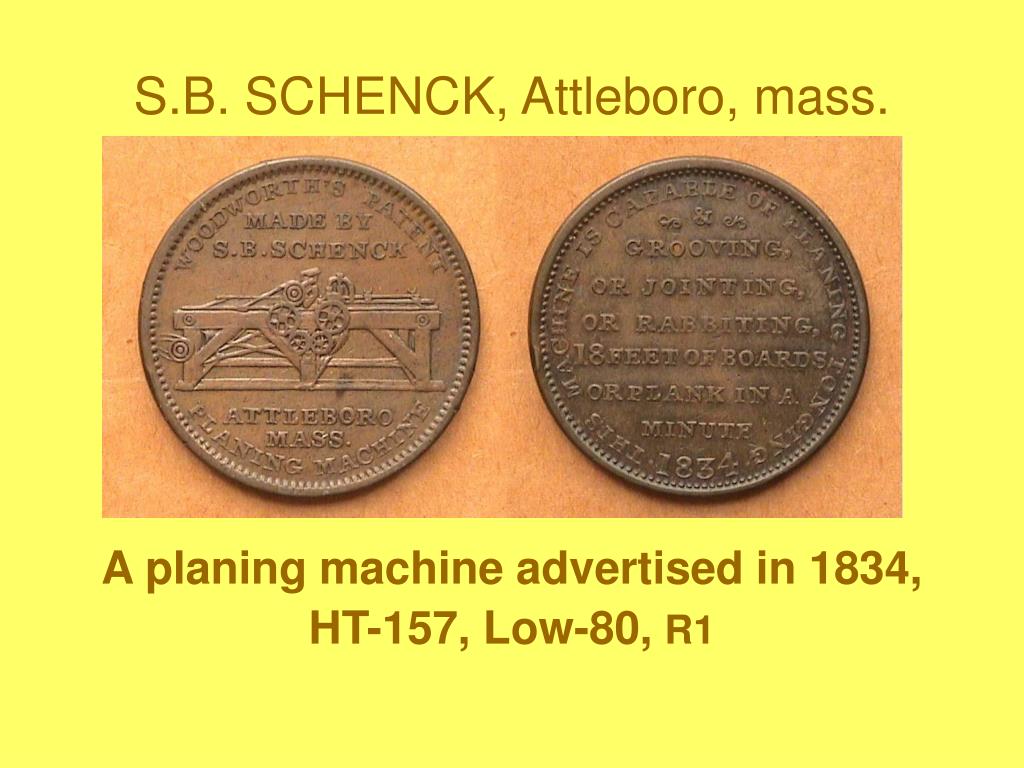 S.B. SCHENCK, Attleboro, mass.
WOODWORTH'S PATENT
MADE BY
S.B.SCHENCK
ATTLEBORO
MASS.
PLANING MACHINE
THIS MACHINE IS CAPABLE OF PLANING TONGUING
&
GROOVING,
OR JOINTING,
OR RABBITING,
18 FEET OF BOARDS
OR PLANK IN A
MINUTE
1834
A planing machine advertised in 1834,
HT-157, Low-80, R1